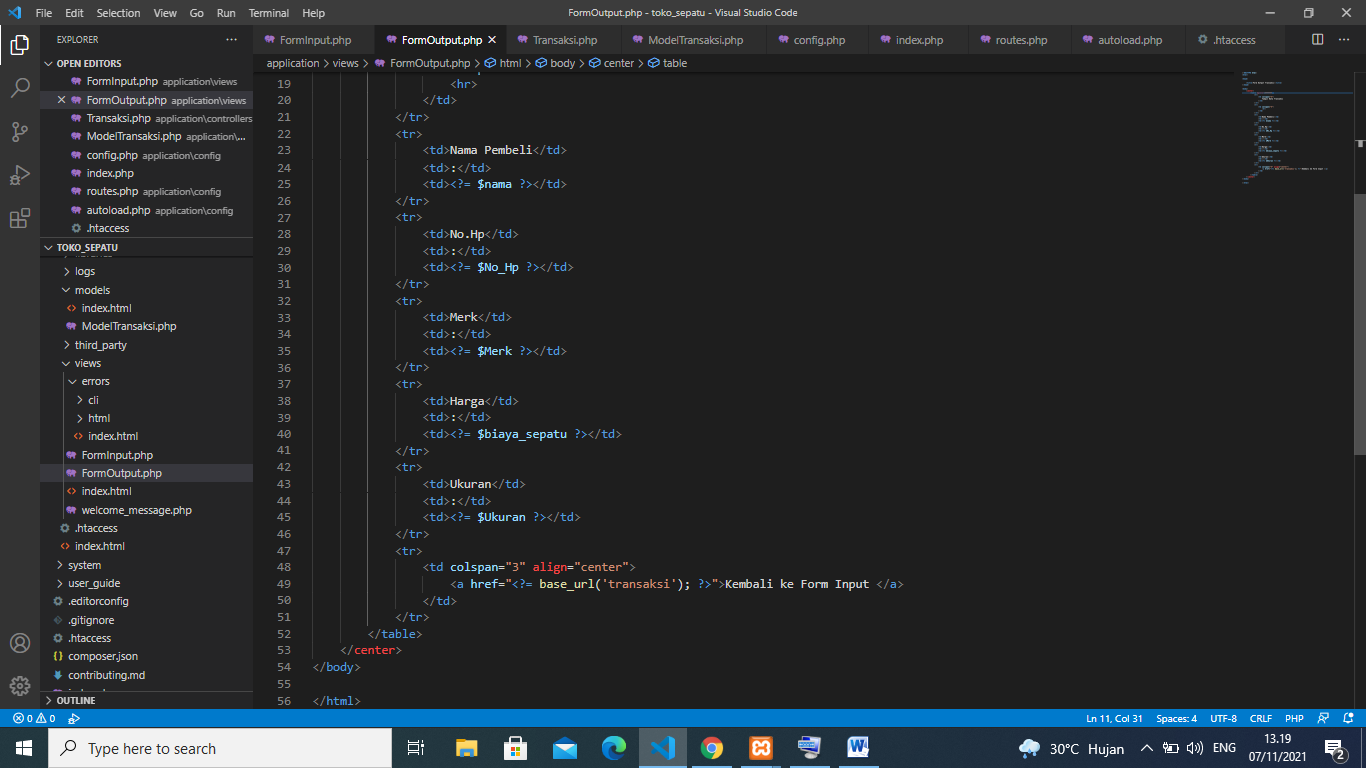 File Edit Selection View Go Run Terminal Help FormOutput.php - toko_sepatu - Visual Studio Code
EXPLORER
OPEN EDITORS
FormInput.php application\views
FormOutput.php application\views
Transaksi.php application\controllers
ModelTransaksi.php application\...
config.php application\config
index.php
routes.php application\config
autoload.php application\config
.htaccess
TOKO_SEPATU
logs
models
index.html
ModelTransaksi.php
third_party
views
errors
cli
html
index.html
FormInput.php
FormOutput.php
index.html
welcome_message.php
.htaccess
index.html
system
user_guide
.editorconfig
.gitignore
.htaccess
composer.json
contributing.md
OUTLINE
FormInput.php FormOutput.php Transaksi.php ModelTransaksi.php config.php index.php routes.php autoload.php .htaccess
application > views > FormOutput.php > html > body > center > table
19 <hr>
20 </td>
21 </tr>
22 <tr>
23 <td>Nama Pembeli</td>
24 <td>:</td>
25 <td><?= $nama ?></td>
26 </tr>
27 <tr>
28 <td>No.Hp</td>
29 <td>:</td>
30 <td><?= $No_Hp ?></td>
31 </tr>
32 <tr>
33 <td>Merk</td>
34 <td>:</td>
35 <td><?= $Merk ?></td>
36 </tr>
37 <tr>
38 <td>Harga</td>
39 <td>:</td>
40 <td><?= $biaya_sepatu ?></td>
41 </tr>
42 <tr>
43 <td>Ukuran</td>
44 <td>:</td>
45 <td><?= $Ukuran ?></td>
46 </tr>
47 <tr>
48 <td colspan="3" align="center">
49 <a href="<?= base_url('transaksi'); ?>">Kembali ke Form Input </a>
50 </td>
51 </tr>
52 </table>
53 </center>
54 </body>
55
56 </html>
0 0 Ln 11, Col 31 Spaces: 4 UTF-8 CRLF PHP
Type here to search 30°C Hujan ENG 13.19
07/11/2021 2